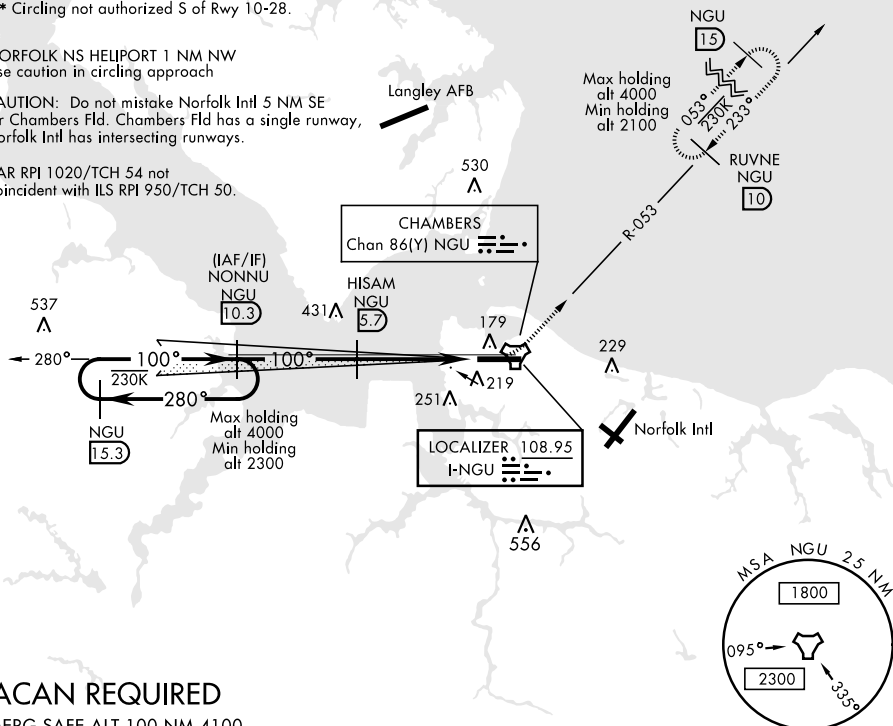 * Circling not authorized S of Rwy 10-28.
ORFOLK NS HELIPORT 1 NM NW
se caution in circling approach
AUTION: Do not mistake Norfolk Intl 5 NM SE
r Chambers Fld. Chambers Fld has a single runway,
orfolk Intl has intersecting runways.
AR RPI 1020/TCH 54 not
oincident with ILS RPI 950/TCH 50.
Langley AFB
NGU
15
Max holding
alt 4000
Min holding
alt 2100
053°
230K
233°
RUVNE
NGU
10
R-053
530
CHAMBERS
Chan 86(Y) NGU
(IAF/IF)
NONNU
NGU
10.3
HISAM
NGU
5.7
431
537
179
229
280°
100°
100°
230K
280°
219
251
NGU
15.3
Max holding
alt 4000
Min holding
alt 2300
Norfolk Intl
LOCALIZER 108.95
I-NGU
556
MSA NGU 25 NM
1800
095°
2300
335°
ACAN REQUIRED
ERG SAFE ALT 100 NM 4100